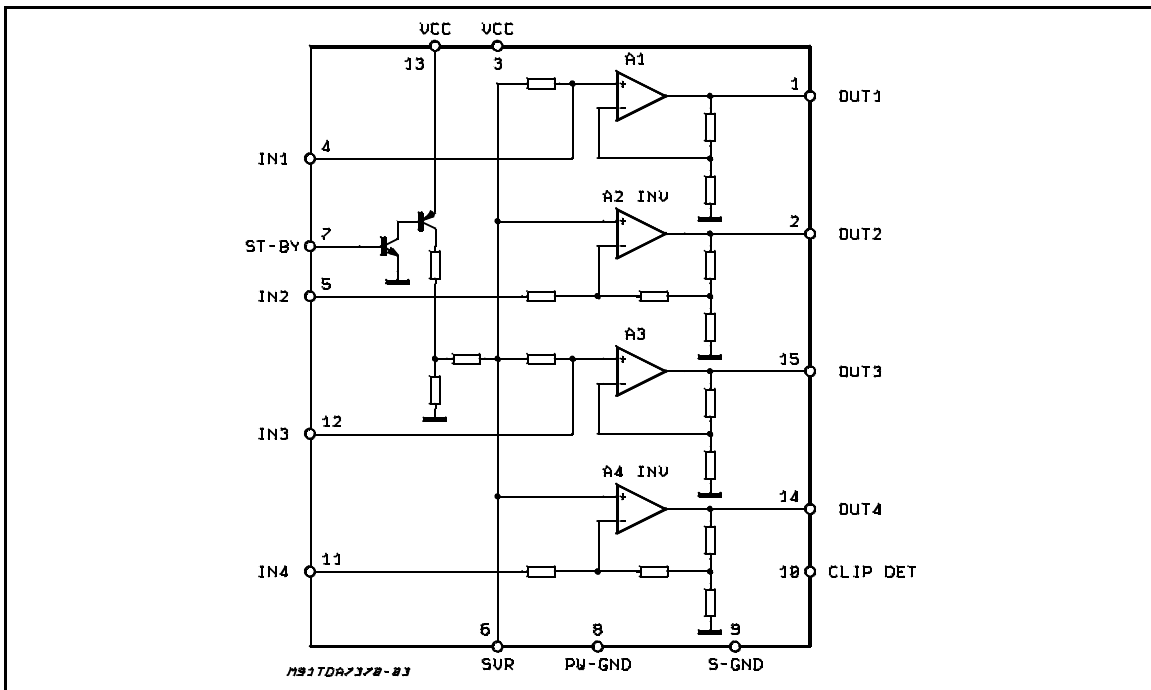 VCC VCC
13 3 A1
1 OUT1
4
IN1
A2 INV
7 2 OUT2
ST-BY
5
IN2
A3
15 OUT3
12
IN3
A4 INV
14 OUT4
11
IN4 10 CLIP DET
6 8 9
SVR PW-GND S-GND
M93TDA7370-03